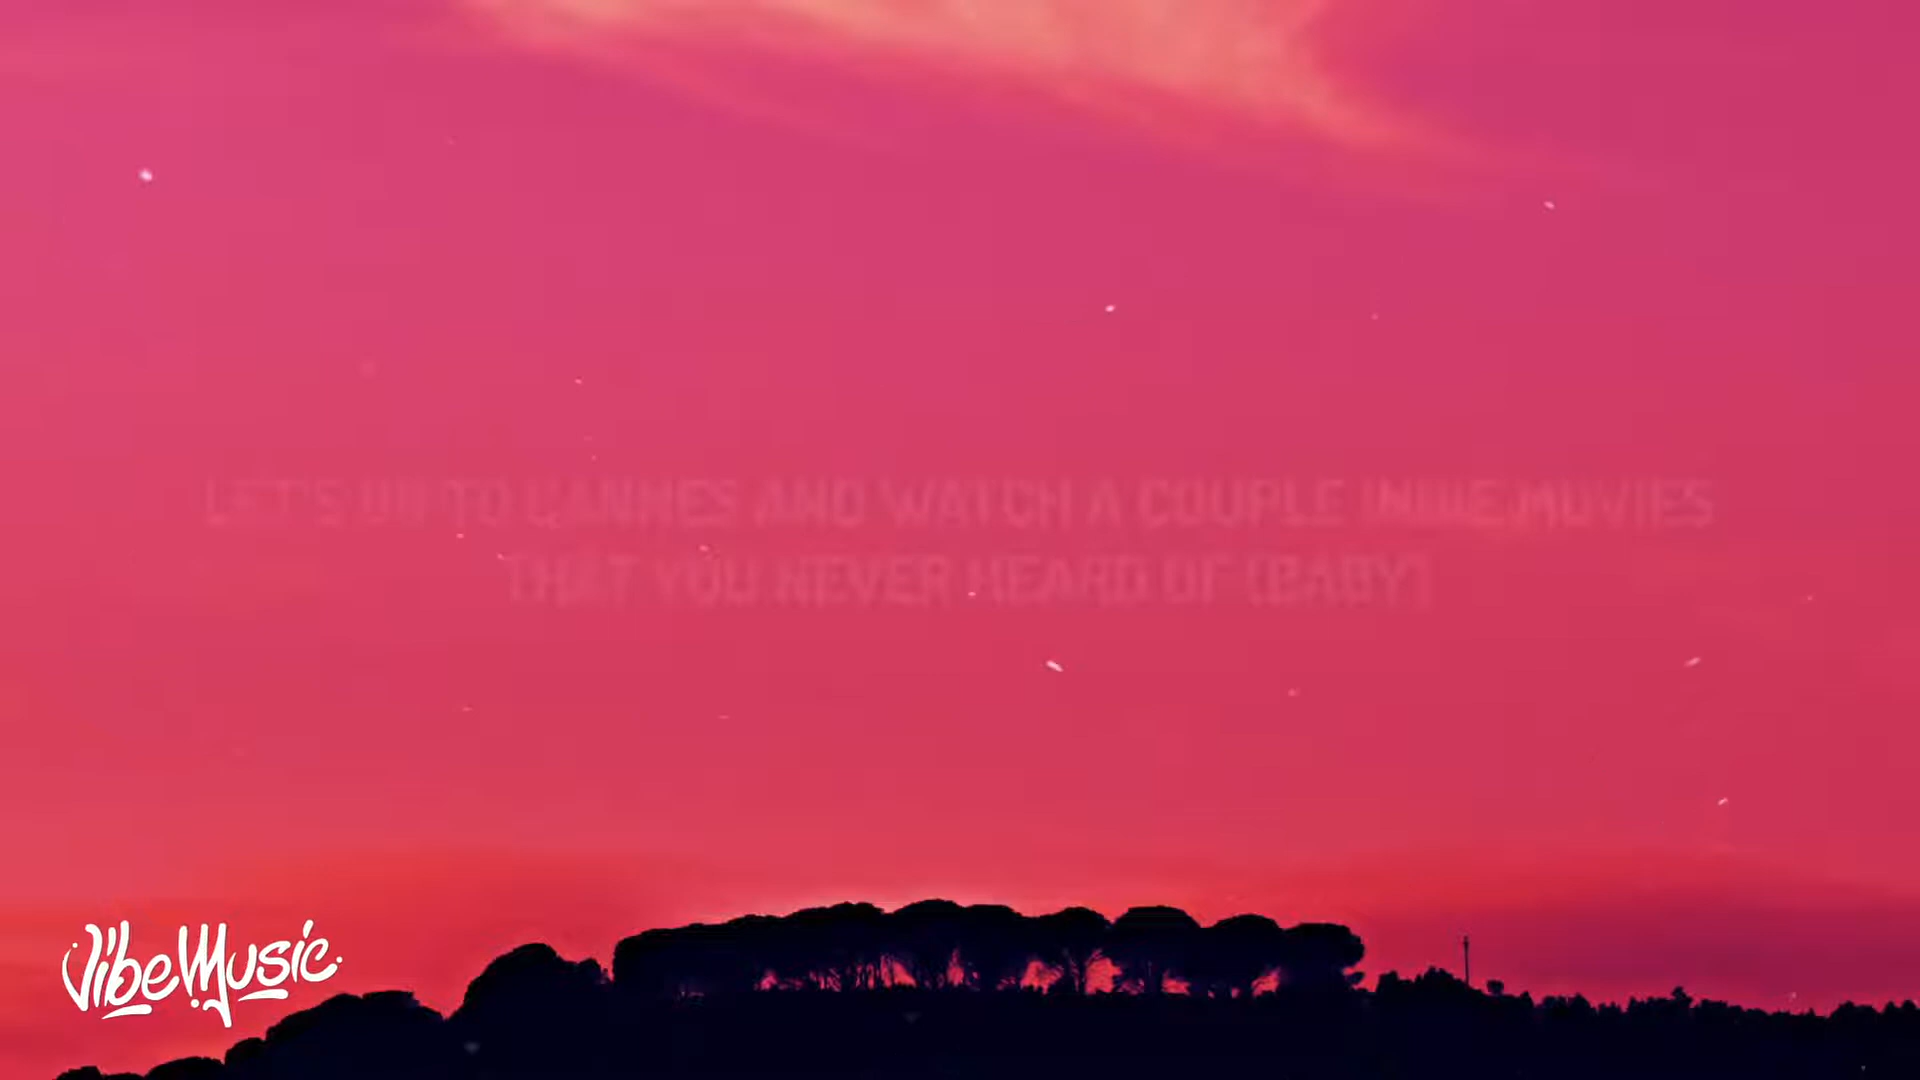 LET'S GO TO CANNES AND WATCH A COUPLE INDIE MOVIES
THAT YOU NEVER HEARD OF (BABY)
VibeMusic